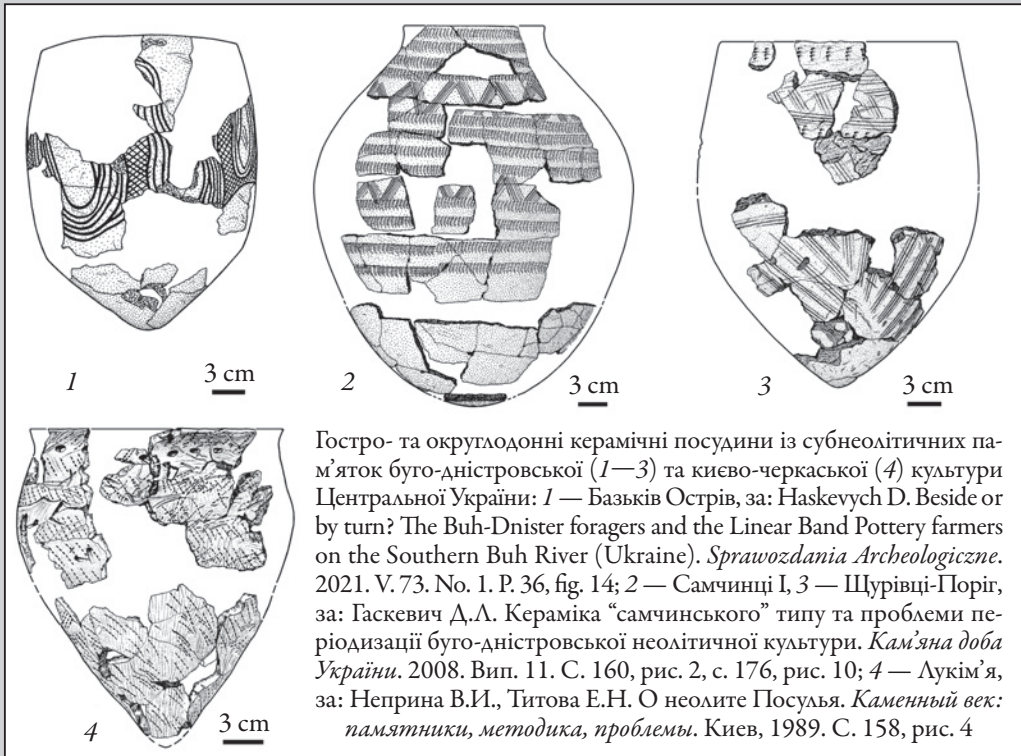 1
3 cm
2
3 cm
3
3 cm
4
3 cm
Гостро- та округлодонні керамічні посудини із субнеолітичних па-
м’яток буго-дністровської (1—3) та києво-черкаської (4) культури
Центральної України: 1 — Базьків Острів, за: Haskevych D. Beside or
by turn? The Buh-Dnister foragers and the Linear Band Pottery farmers
on the Southern Buh River (Ukraine). Sprawozdania Archeologiczne.
2021. V. 73. No. 1. P. 36, fig. 14; 2 — Самчинці I, 3 — Щурівці-Поріг,
за: Гаскевич Д.Л. Кераміка “самчинського” типу та проблеми пе-
ріодизації буго-дністровської неолітичної культури. Кам’яна доба
України. 2008. Вип. 11. С. 160, рис. 2, с. 176, рис. 10; 4 — Лукім’я,
за: Неприна В.И., Титова Е.Н. О неолите Посулья. Каменный век:
памятники, методика, проблемы. Киев, 1989. С. 158, рис. 4